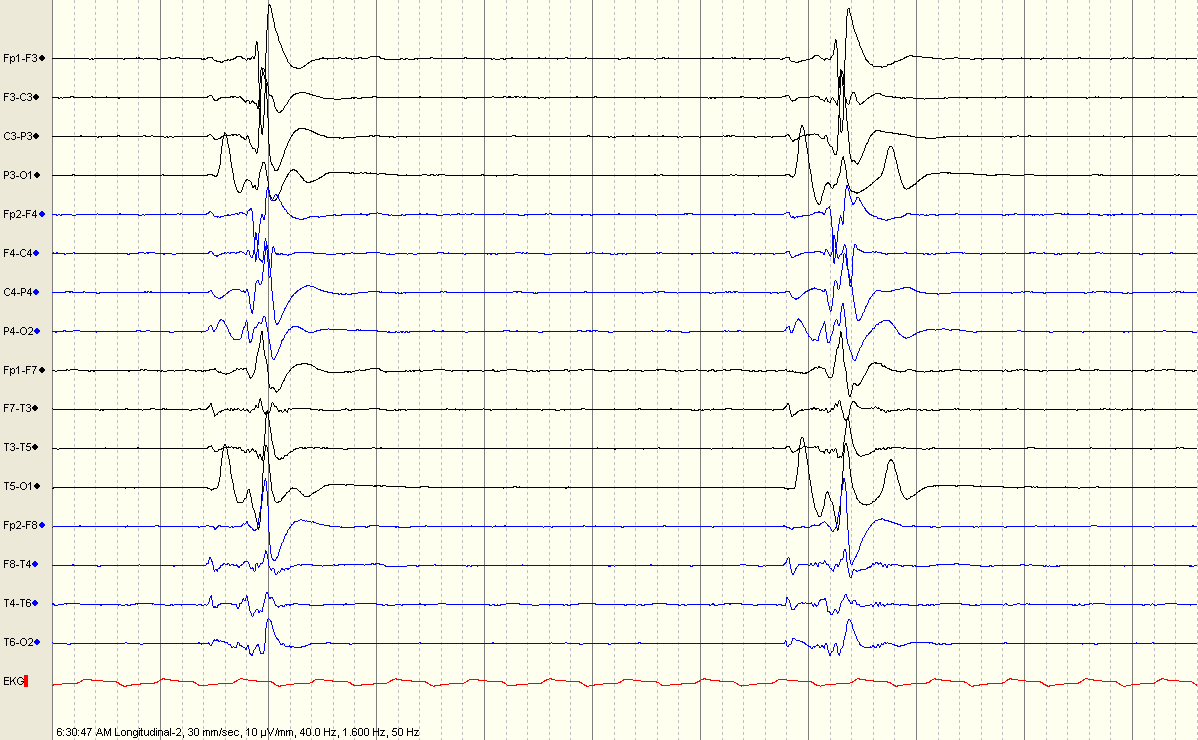 Fp1-F3
F3-C3
C3-P3
P3-O1
Fp2-F4
F4-C4
C4-P4
P4-O2
Fp1-F7
F7-T3
T3-T5
T5-O1
Fp2-F8
F8-T4
T4-T6
T6-O2
EKG
6:30:47 AM Longitudinal-2, 30 mm/sec, 10 µV/mm, 40.0 Hz, 1.600 Hz, 50 Hz